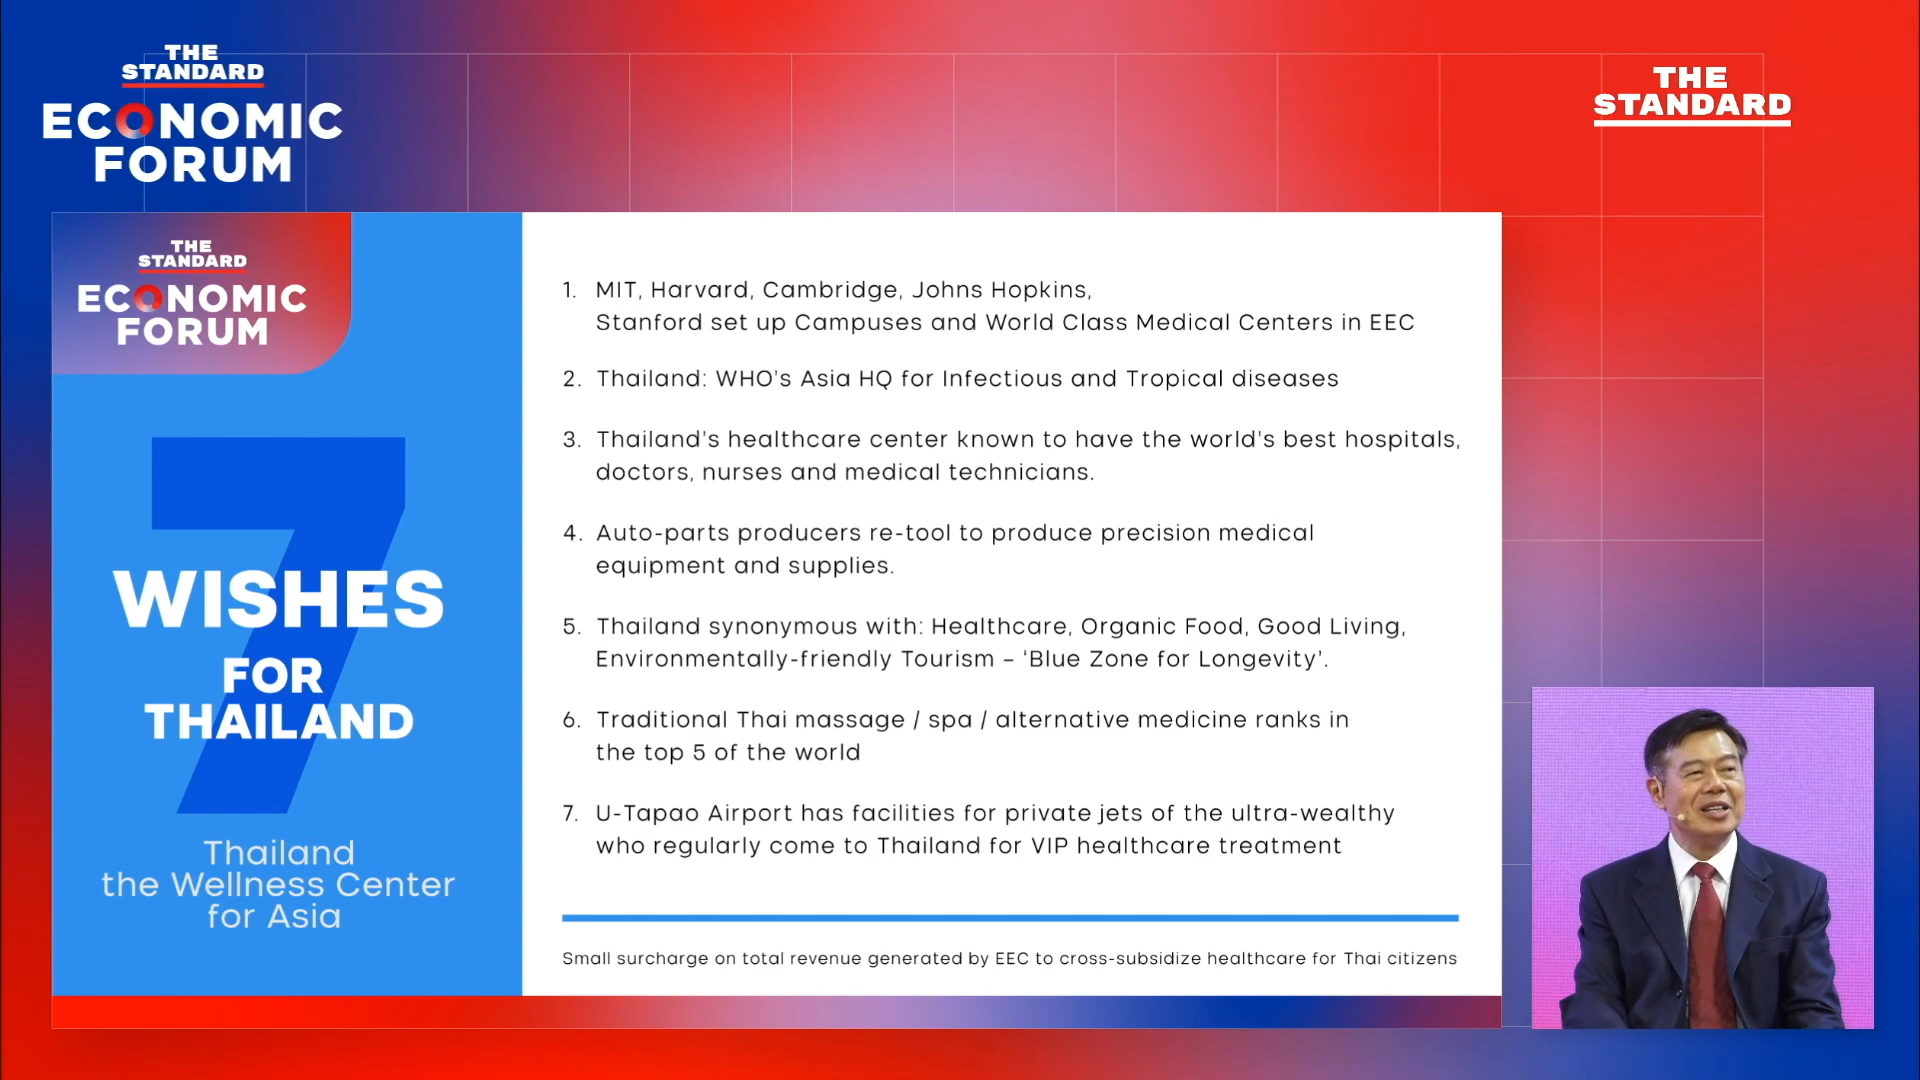 THE
STANDARD
ECONOMIC
FORUM
THE
STANDARD
THE
STANDARD
ECONOMIC
FORUM
7
WISHES
FOR
THAILAND
Thailand
the Wellness Center
for Asia
1. MIT, Harvard, Cambridge, Johns Hopkins,
Stanford set up Campuses and World Class Medical Centers in EEC
2. Thailand: WHO's Asia HQ for Infectious and Tropical diseases
3. Thailand's healthcare center known to have the world's best hospitals,
doctors, nurses and medical technicians.
4. Auto-parts producers re-tool to produce precision medical
equipment and supplies.
5. Thailand synonymous with: Healthcare, Organic Food, Good Living,
Environmentally-friendly Tourism – ‘Blue Zone for Longevity’.
6. Traditional Thai massage / spa / alternative medicine ranks in
the top 5 of the world
7. U-Tapao Airport has facilities for private jets of the ultra-wealthy
who regularly come to Thailand for VIP healthcare treatment
Small surcharge on total revenue generated by EEC to cross-subsidize healthcare for Thai citizens